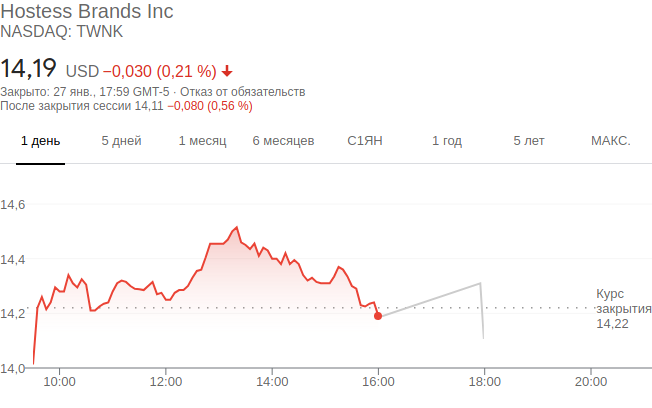 Hostess Brands Inc
NASDAQ: TWNK
14,19 USD −0,030 (0,21 %)
Закрыто: 27 янв., 17:59 GMT-5 · Отказ от обязательств
После закрытия сессии 14,11 −0,080 (0,56 %)
1 день 5 дней 1 месяц 6 месяцев С1ЯН 1 год 5 лет МАКС.
14,6
14,4
14,2
14,0
Курс
закрытия
14,22
10:00 12:00 14:00 16:00 18:00 20:00